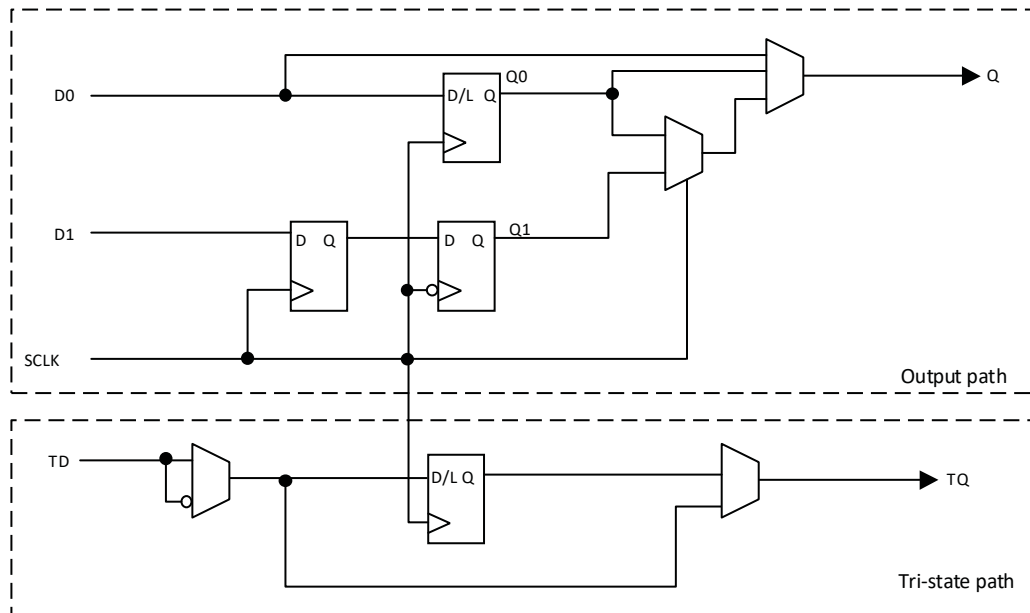 Q0
D0
D/L Q
Q
D1
D Q
D Q
Q1
SCLK
Output path
TD
D/L Q
TQ
Tri-state path